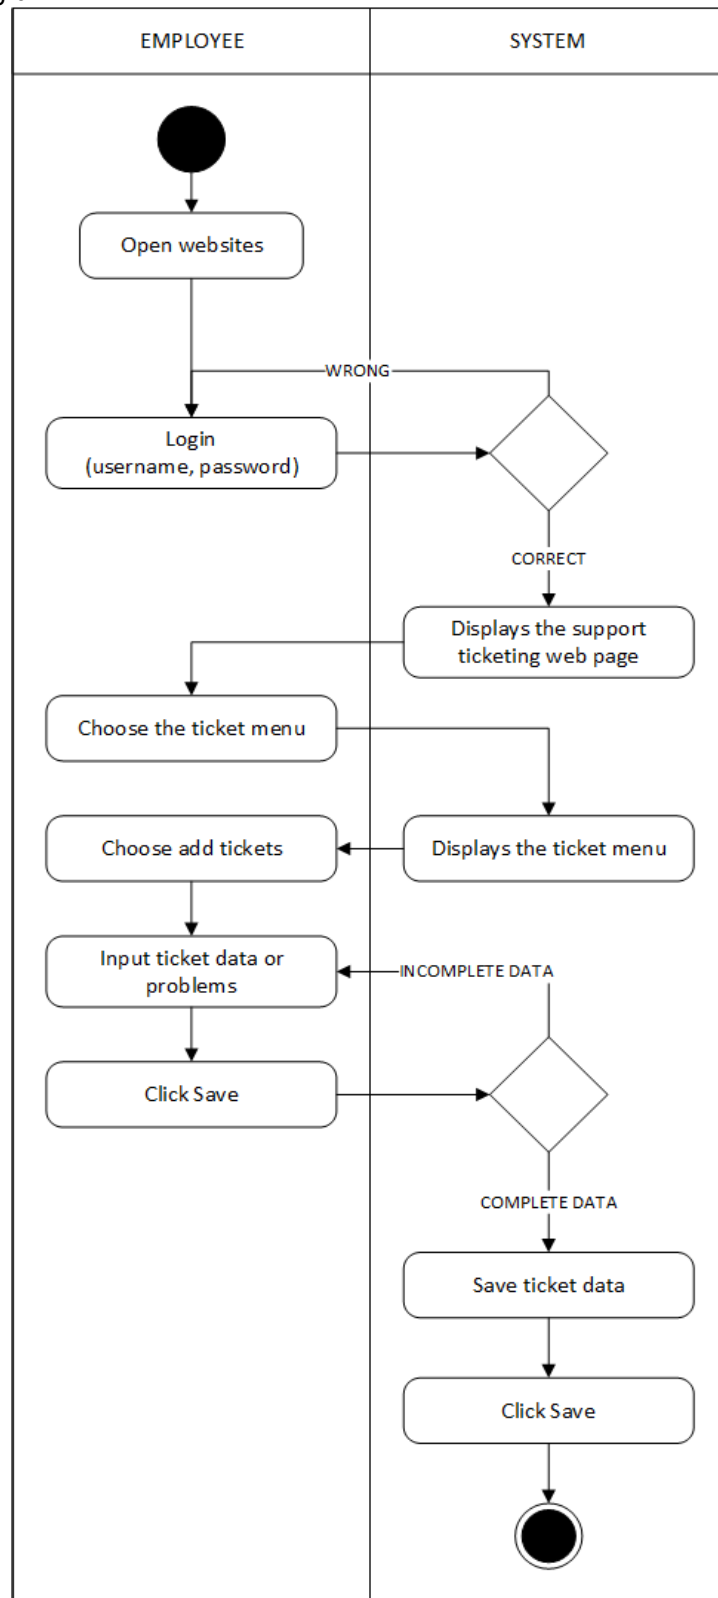 EMPLOYEE
SYSTEM
Open websites
WRONG
Login
(username, password)
CORRECT
Displays the support
ticketing web page
Choose the ticket menu
Choose add tickets
Displays the ticket menu
Input ticket data or
problems
INCOMPLETE DATA
Click Save
COMPLETE DATA
Save ticket data
Click Save